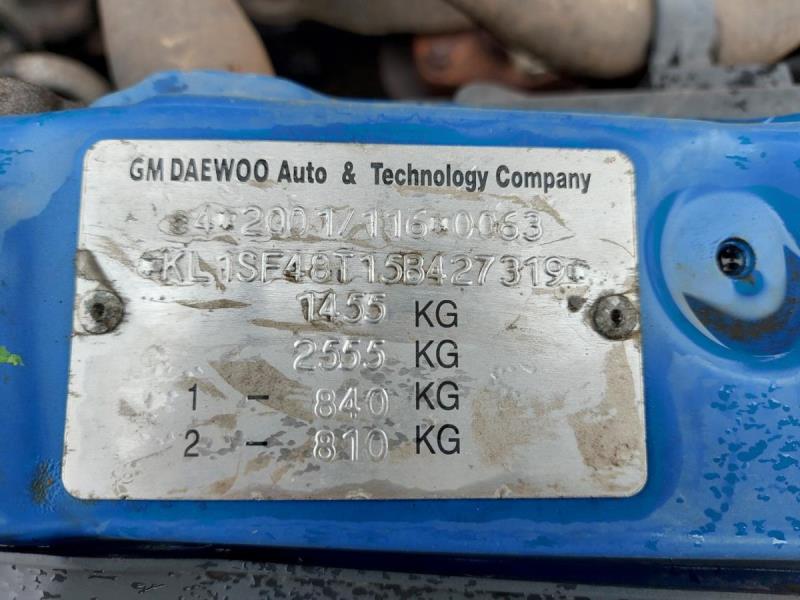 GM DAEWOO Auto & Technology Company
e4*2001/116*0063
KL1SF48T15B427319
1455 KG
2555 KG
1 - 840 KG
2 - 810 KG